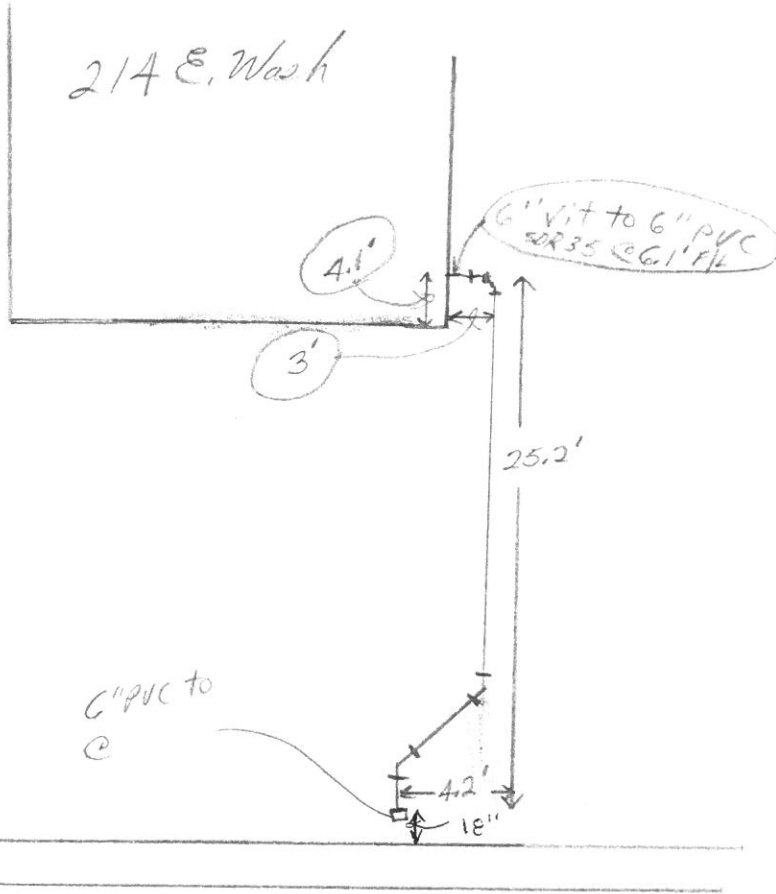 214 E. Wash
6" Vit to 6" PVC
SDR35 @ 6.1' F/L
4.1'
3'
25.2'
6" PVC to
@
4.2'
18"